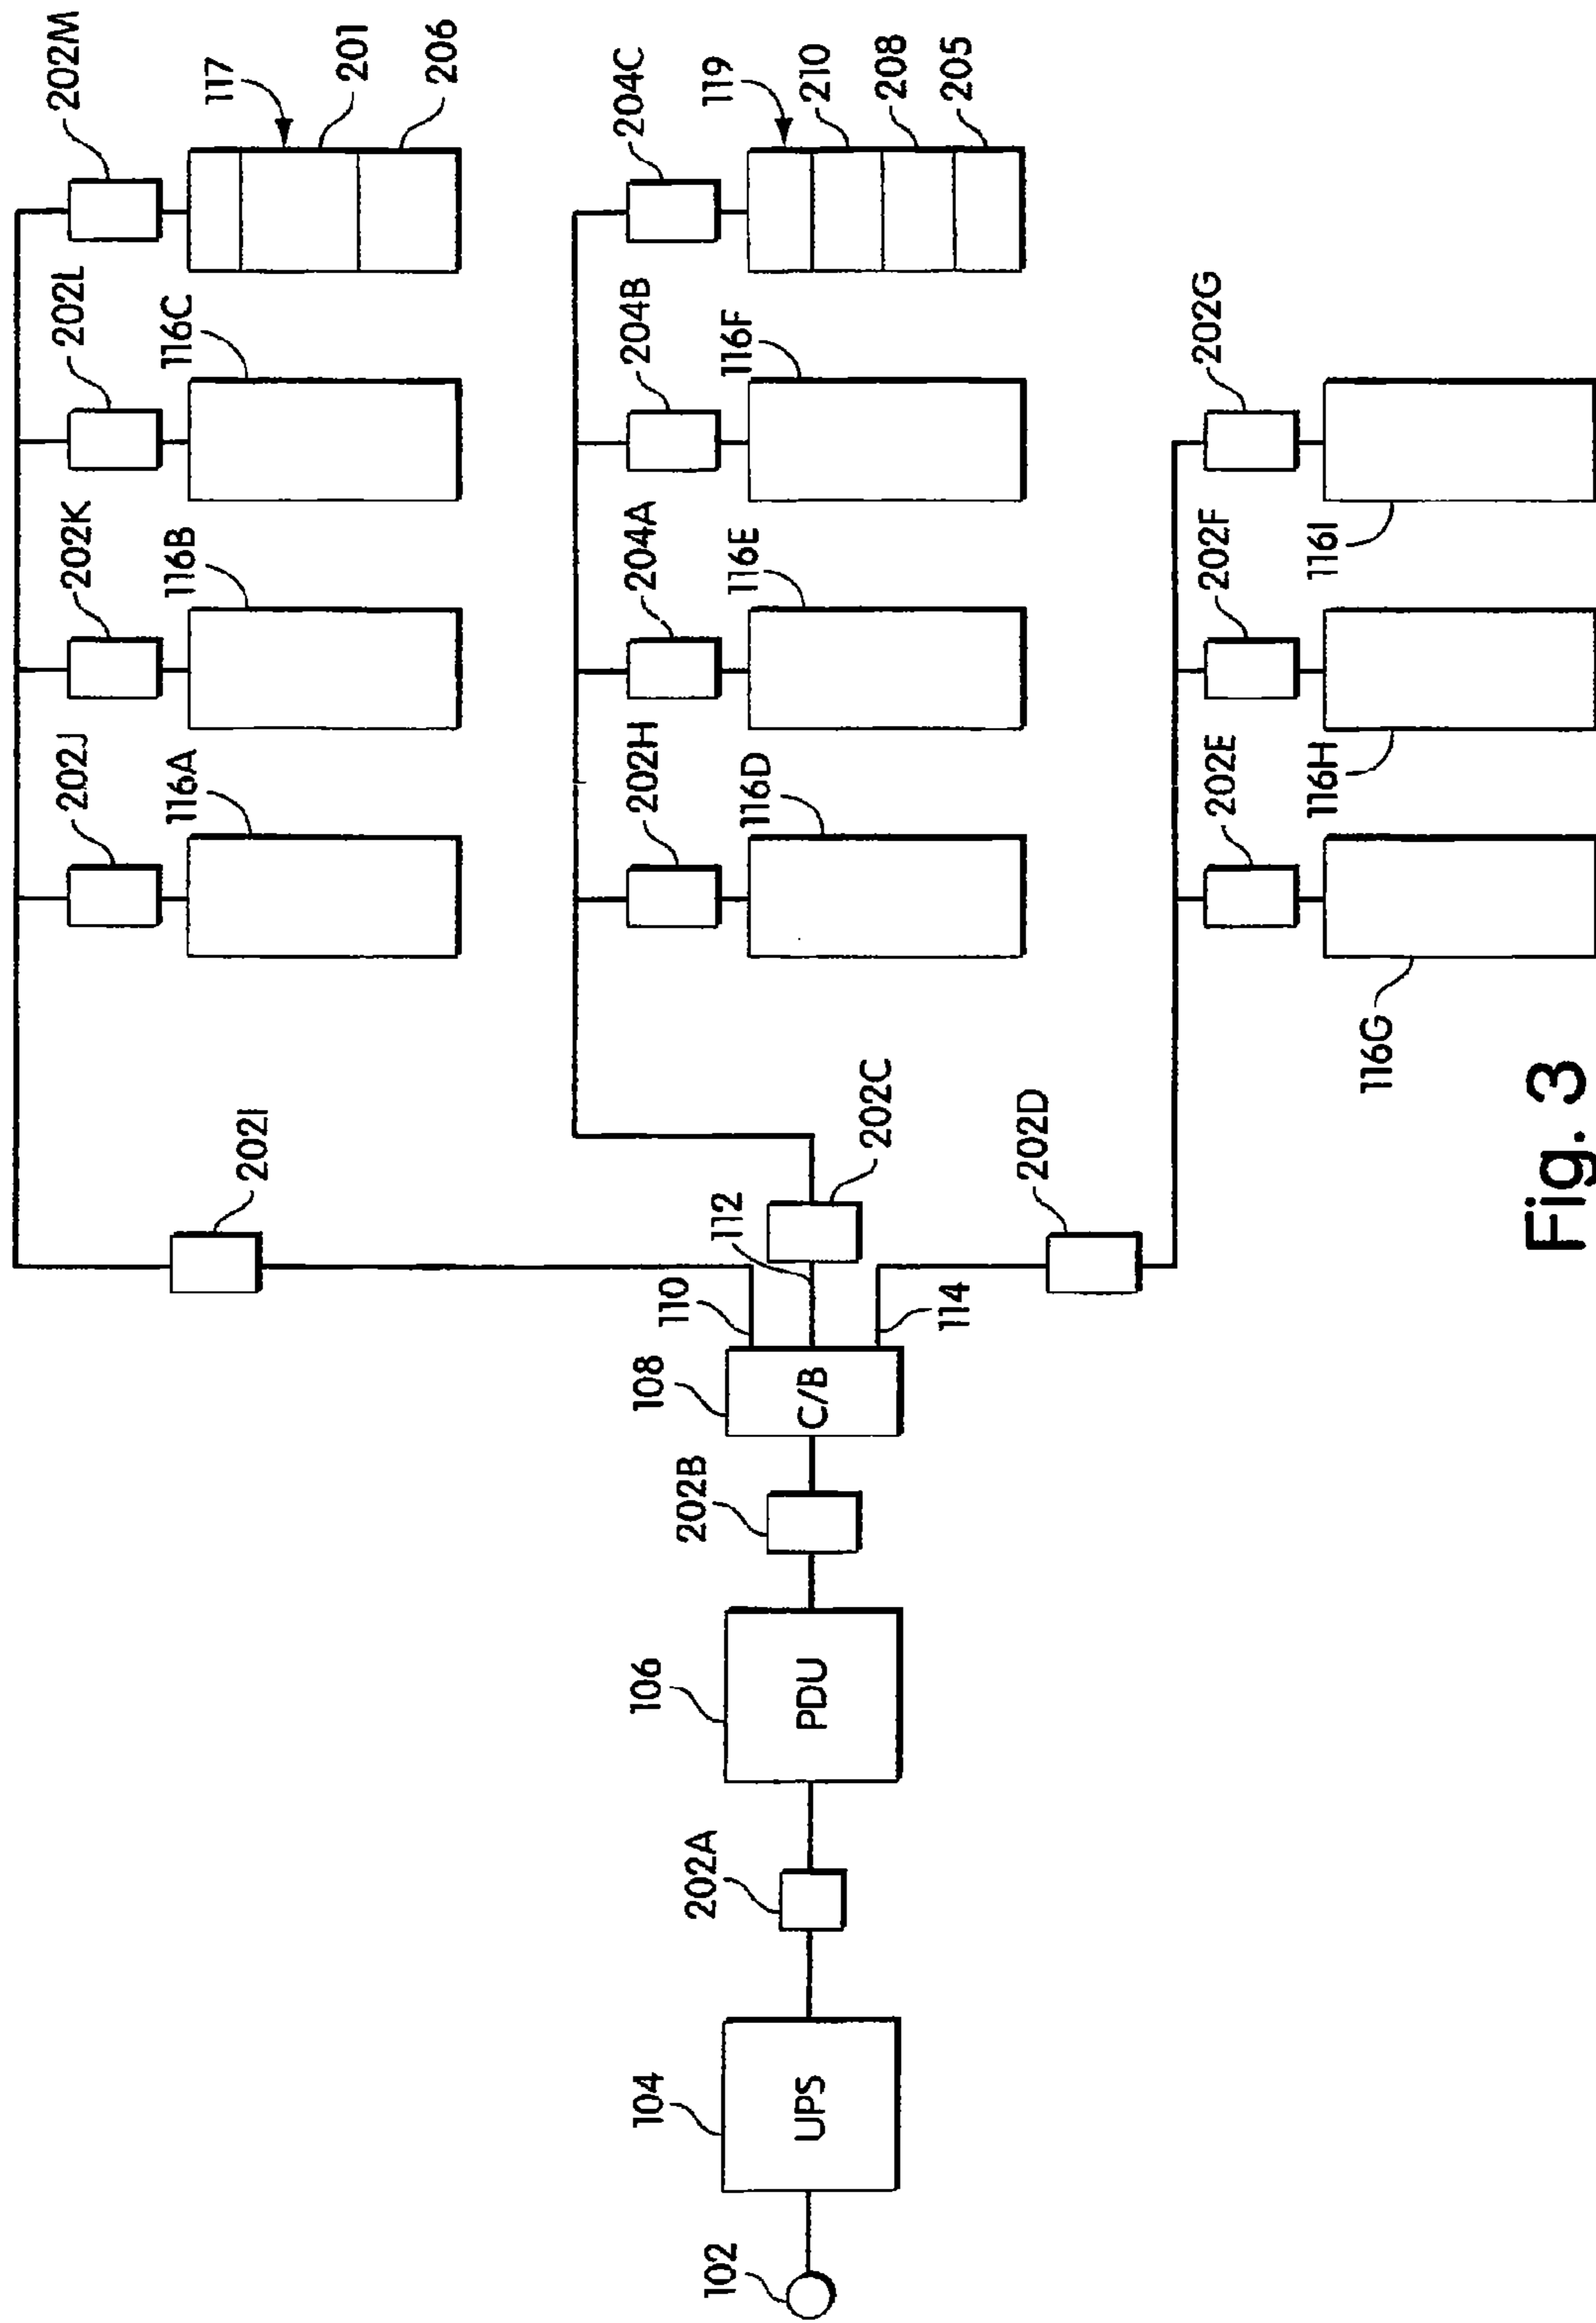 202M
117
201
206
202L
116C
202K
116B
202J
116A
202I
204C
119
210
208
205
204B
116F
204A
116E
202H
116D
202C
112
110
108
C/B
114
202D
202G
116I
202F
116H
202E
116G
202B
106
PDU
202A
104
UPS
102
Fig. 3